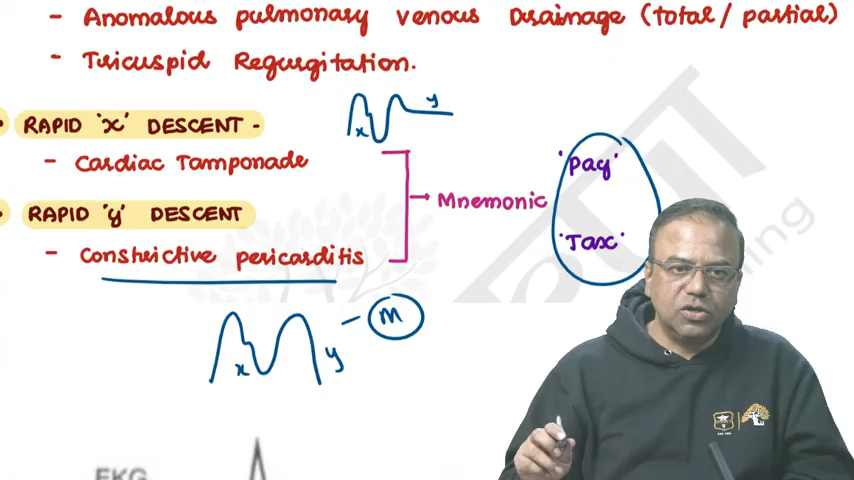 - Anomalous pulmonary venous Drainage (total / partial)
- Tricuspid Regurgitation.
RAPID 'x' DESCENT -
- Cardiac Tamponade
RAPID 'y' DESCENT
- Constrictive pericarditis
x y
Mnemonic
'Pay'
'Tax'
x y - M
EKG